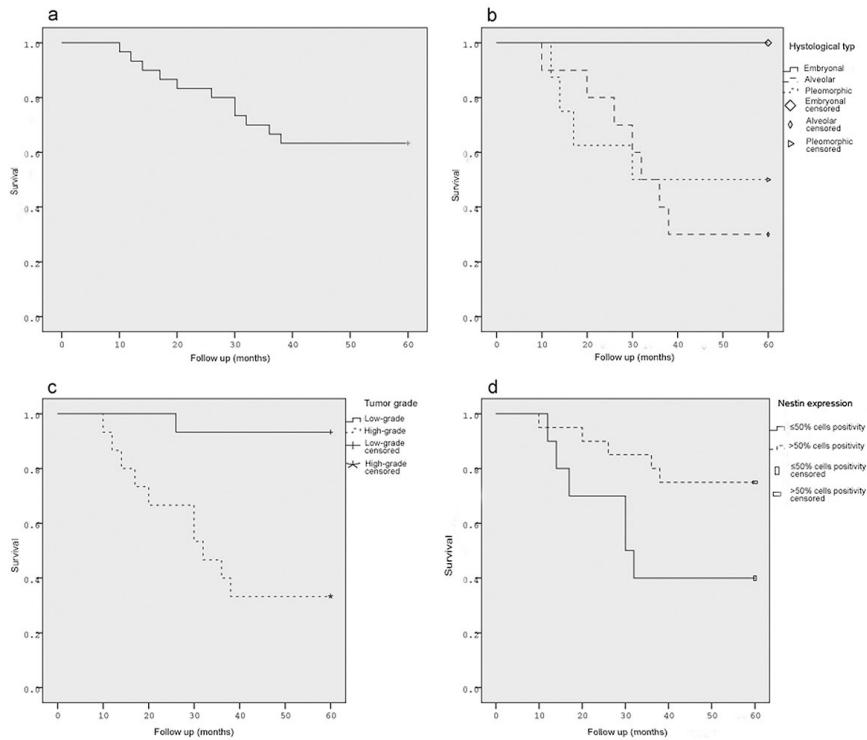 a
1.0
0.8
0.6
0.4
0.2
0.0
Survival
0
10
20
30
40
50
60
Follow up (months)
b
1.0
0.8
0.6
0.4
0.2
0.0
Survival
0
10
20
30
40
50
60
Follow up (months)
Hystological typ
Embryonal
Alveolar
Pleomorphic
Embryonal
censored
Alveolar
censored
Pleomorphic
censored
c
1.0
0.8
0.6
0.4
0.2
0.0
Survival
0
10
20
30
40
50
60
Follow up (months)
Tumor grade
Low-grade
High-grade
Low-grade
censored
High-grade
censored
d
1.0
0.8
0.6
0.4
0.2
0.0
Survival
0
10
20
30
40
50
60
Follow up (months)
Nestin expression
≤50% cells positivity
>50% cells positivity
≤50% cells positivity
censored
>50% cells positivity
censored